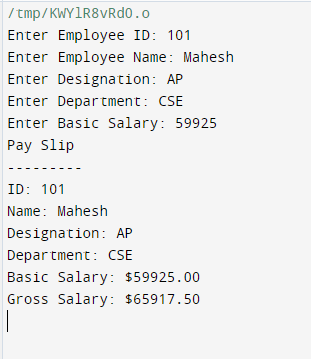 /tmp/KWYlR8vRdO.o
Enter Employee ID: 101
Enter Employee Name: Mahesh
Enter Designation: AP
Enter Department: CSE
Enter Basic Salary: 59925
Pay Slip
---------
ID: 101
Name: Mahesh
Designation: AP
Department: CSE
Basic Salary: $59925.00
Gross Salary: $65917.50